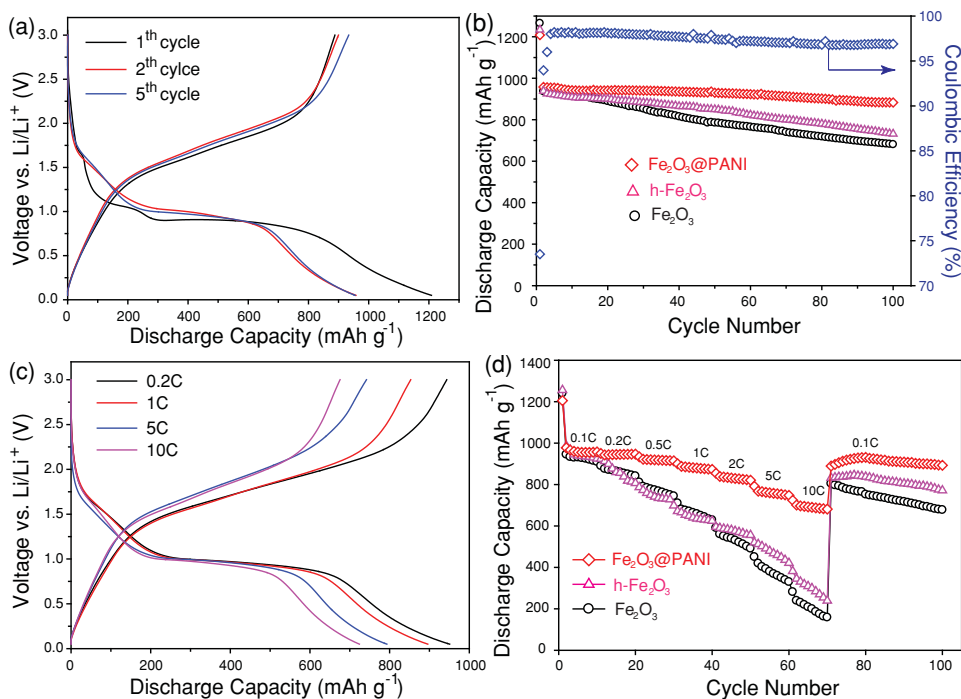 (a)
Voltage vs. Li/Li⁺ (V)
3.0
2.5
2.0
1.5
1.0
0.5
0.0
1ᵗʰ cycle
2ᵗʰ cylce
5ᵗʰ cycle
0 200 400 600 800 1000 1200
Discharge Capacity (mAh g⁻¹)
(b)
Discharge Capacity (mAh g⁻¹)
1200
1000
800
600
400
200
0
Fe₂O₃@PANI
h-Fe₂O₃
Fe₂O₃
100
95
90
85
80
75
70
Coulombic Efficiency (%)
0 20 40 60 80 100
Cycle Number
(c)
Voltage vs. Li/Li⁺ (V)
3.0
2.5
2.0
1.5
1.0
0.5
0.0
0.2C
1C
5C
10C
0 200 400 600 800 1000
Discharge Capacity (mAh g⁻¹)
(d)
Discharge Capacity (mAh g⁻¹)
1400
1200
1000
800
600
400
200
0
0.1C 0.2C 0.5C 1C 2C 5C 10C 0.1C
Fe₂O₃@PANI
h-Fe₂O₃
Fe₂O₃
0 20 40 60 80 100
Cycle Number